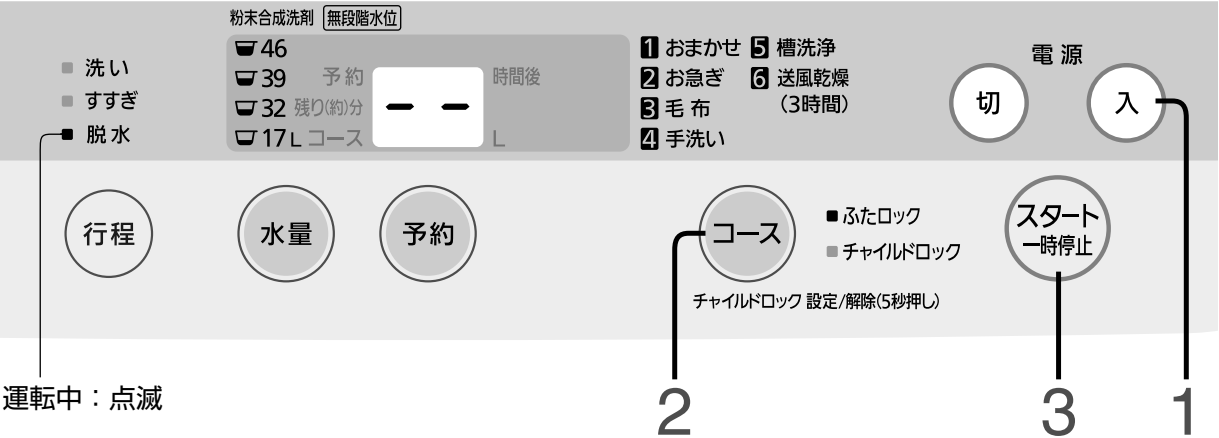 粉末合成洗剤 無段階水位
洗い
すすぎ
脱水
46
39 予約 時間後
32 残り(約)分
17L コース L
– –
1 おまかせ 5 槽洗浄
2 お急ぎ 6 送風乾燥
3 毛布 (3時間)
4 手洗い
電源
切 入
行程
水量
予約
コース
ふたロック
チャイルドロック
チャイルドロック 設定/解除(5秒押し)
スタート
一時停止
運転中：点滅
2 3 1